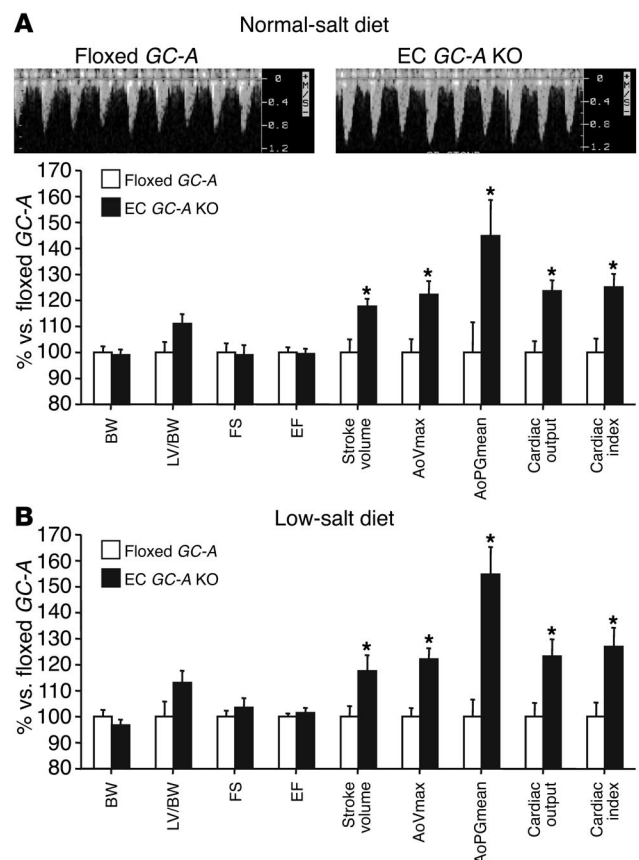 A
Normal-salt diet
Floxed GC-A
EC GC-A KO
0
-0.4
-0.8
-1.2
0
-0.4
-0.8
-1.2
% vs. floxed GC-A
170
160
150
140
130
120
110
100
90
80
Floxed GC-A
EC GC-A KO
*
*
*
*
*
BW
LV/BW
FS
EF
Stroke
volume
AoVmax
AoPGmean
Cardiac
output
Cardiac
index
B
Low-salt diet
% vs. floxed GC-A
170
160
150
140
130
120
110
100
90
80
Floxed GC-A
EC GC-A KO
*
*
*
*
*
BW
LV/BW
FS
EF
Stroke
volume
AoVmax
AoPGmean
Cardiac
output
Cardiac
index